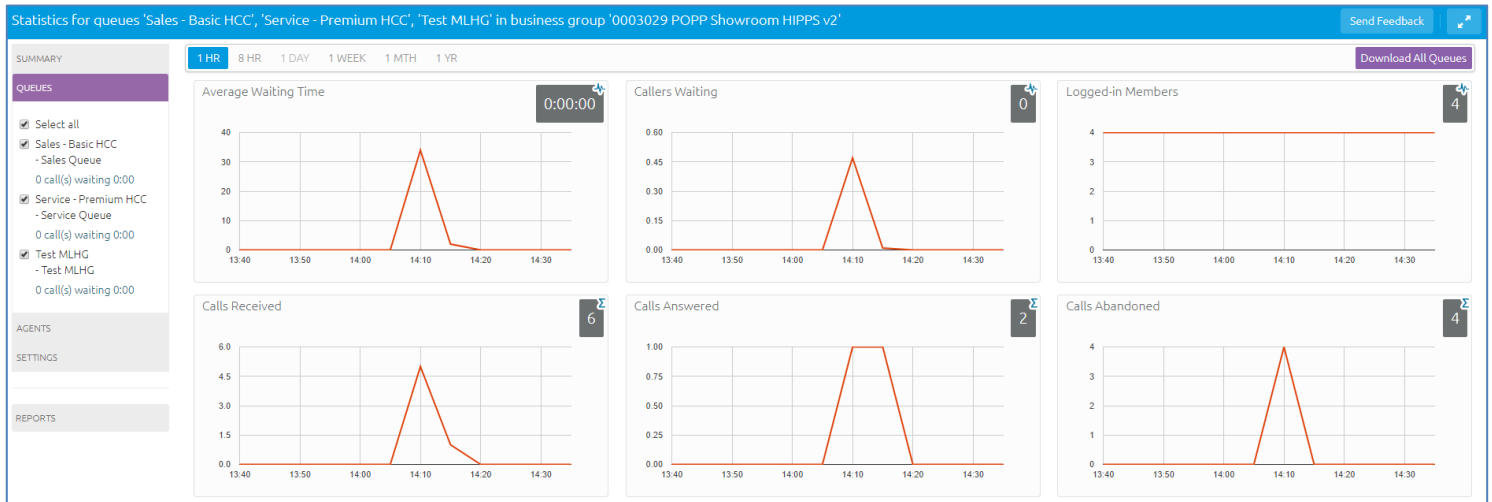 Statistics for queues 'Sales - Basic HCC', 'Service - Premium HCC', 'Test MLHG' in business group '0003029 POPP Showroom HIPPS v2'
Send Feedback
SUMMARY
QUEUES
Select all
Sales - Basic HCC
- Sales Queue
0 call(s) waiting 0:00
Service - Premium HCC
- Service Queue
0 call(s) waiting 0:00
Test MLHG
- Test MLHG
0 call(s) waiting 0:00
AGENTS
SETTINGS
REPORTS
1 HR 8 HR 1 DAY 1 WEEK 1 MTH 1 YR
Download All Queues
Average Waiting Time
0:00:00
40
30
20
10
0
13:40 13:50 14:00 14:10 14:20 14:30
Callers Waiting
0
0.60
0.45
0.30
0.15
0.00
13:40 13:50 14:00 14:10 14:20 14:30
Logged-in Members
4
4
3
2
1
0
13:40 13:50 14:00 14:10 14:20 14:30
Calls Received
Σ
6
6.0
4.5
3.0
1.5
0.0
13:40 13:50 14:00 14:10 14:20 14:30
Calls Answered
Σ
2
1.00
0.75
0.50
0.25
0.00
13:40 13:50 14:00 14:10 14:20 14:30
Calls Abandoned
Σ
4
4
3
2
1
0
13:40 13:50 14:00 14:10 14:20 14:30